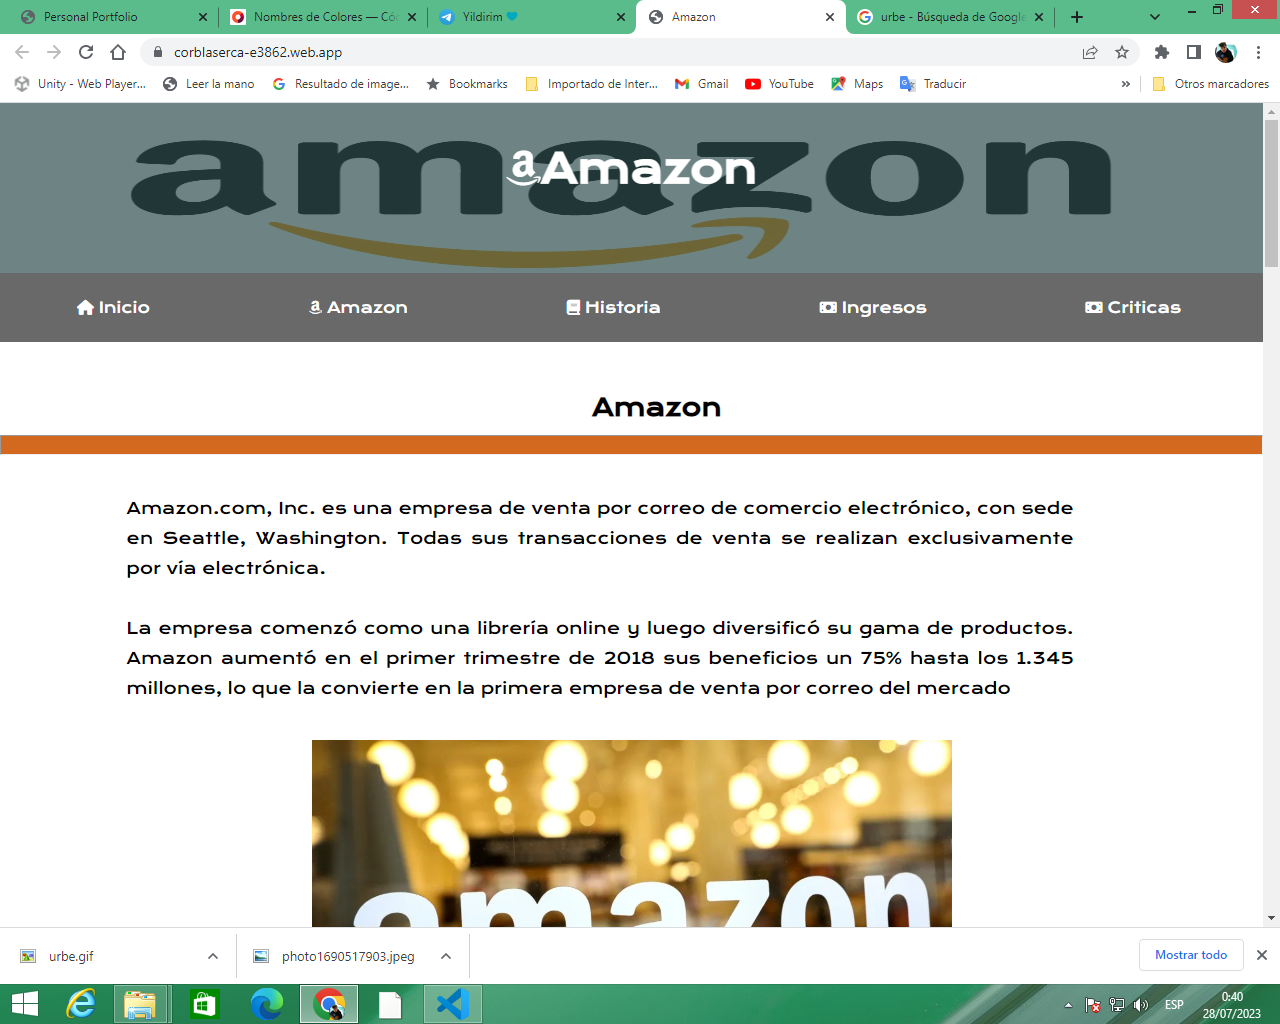 Personal Portfolio
Nombres de Colores — Cóc
Yildirim
Amazon
urbe - Búsqueda de Google
corblaserca-e3862.web.app
Unity - Web Player...
Leer la mano
Resultado de image...
Bookmarks
Importado de Inter...
Gmail
YouTube
Maps
Traducir
»
Otros marcadores
amazon
Amazon
Inicio
Amazon
Historia
Ingresos
Criticas
Amazon
Amazon.com, Inc. es una empresa de venta por correo de comercio electrónico, con sede
en Seattle, Washington. Todas sus transacciones de venta se realizan exclusivamente
por vía electrónica.
La empresa comenzó como una librería online y luego diversificó su gama de productos.
Amazon aumentó en el primer trimestre de 2018 sus beneficios un 75% hasta los 1.345
millones, lo que la convierte en la primera empresa de venta por correo del mercado
amazon
urbe.gif
photo1690517903.jpeg
Mostrar todo
ESP
0:40
28/07/2023